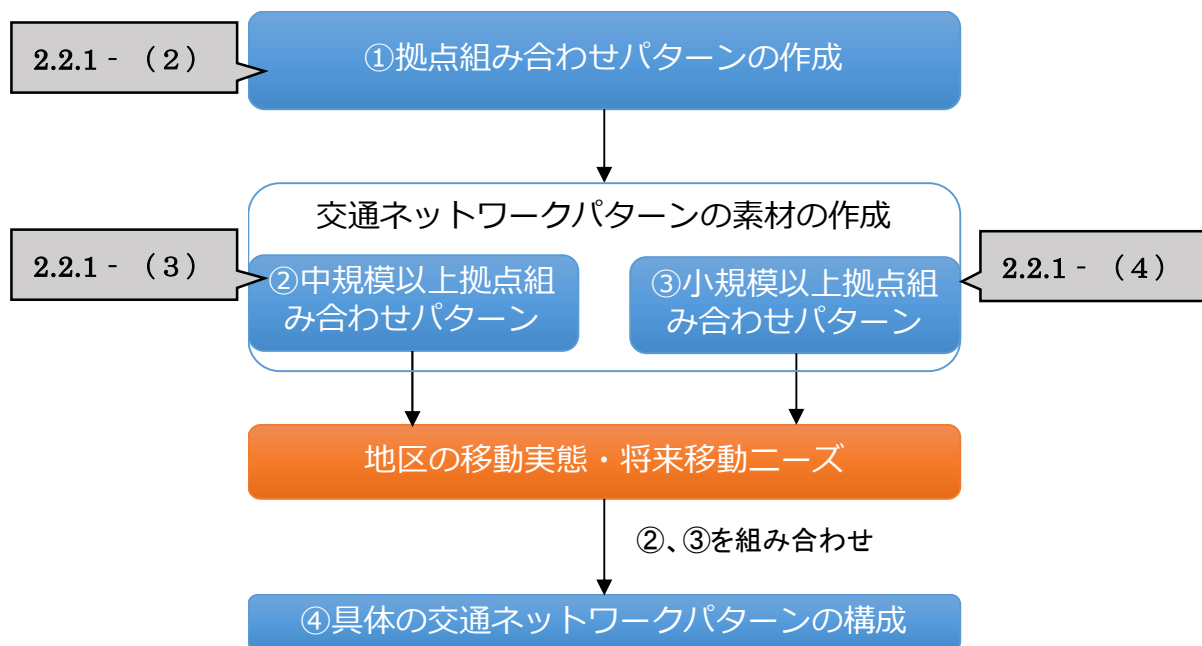 ①拠点組み合わせパターンの作成
2.2.1‐（２）
交通ネットワークパターンの素材の作成
2.2.1‐（３）
②中規模以上拠点組
み合わせパターン
③小規模以上拠点組
み合わせパターン
2.2.1‐（４）
地区の移動実態・将来移動ニーズ
②、③を組み合わせ
④具体の交通ネットワークパターンの構成